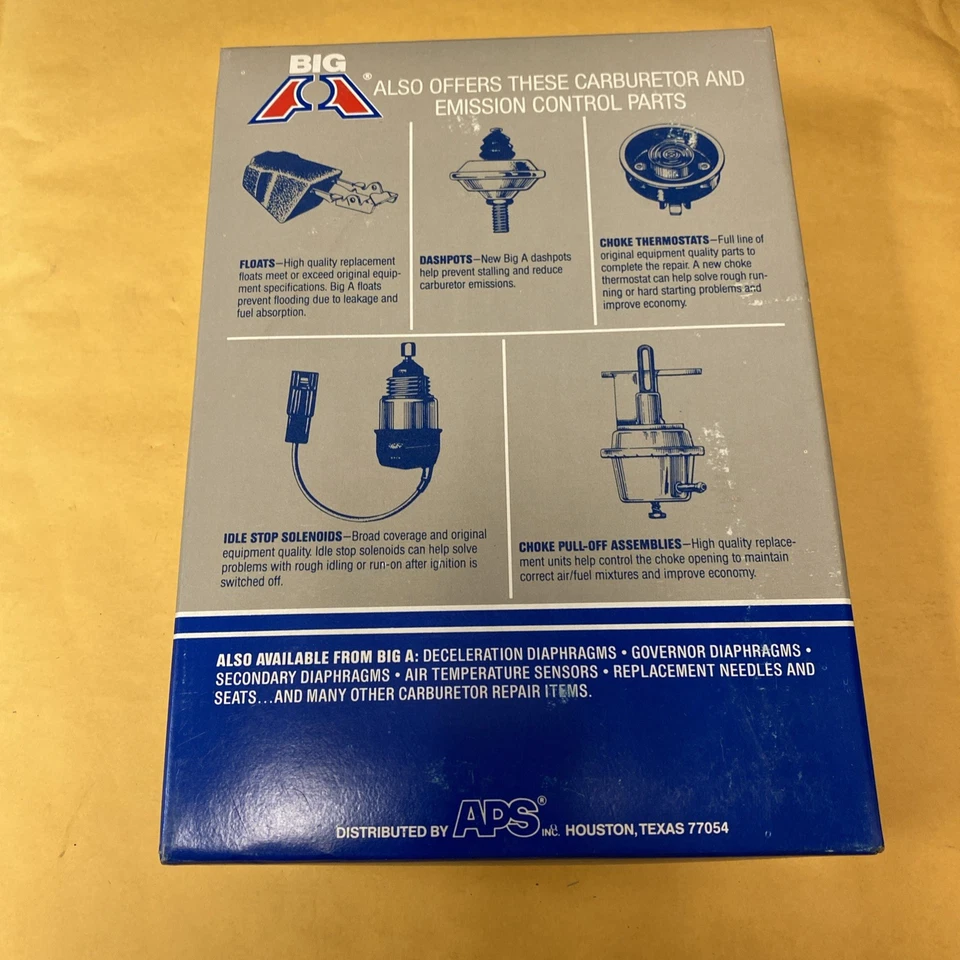 BIG
A®
ALSO OFFERS THESE CARBURETOR AND
EMISSION CONTROL PARTS
FLOATS—High quality replacement
floats meet or exceed original equip-
ment specifications. Big A floats
prevent flooding due to leakage and
fuel absorption.
DASHPOTS—New Big A dashpots
help prevent stalling and reduce
carburetor emissions.
CHOKE THERMOSTATS—Full line of
original equipment quality parts to
complete the repair. A new choke
thermostat can help solve rough run-
ning or hard starting problems and
improve economy.
IDLE STOP SOLENOIDS—Broad coverage and original
equipment quality. Idle stop solenoids can help solve
problems with rough idling or run-on after ignition is
switched off.
CHOKE PULL-OFF ASSEMBLIES—High quality replace-
ment units help control the choke opening to maintain
correct air/fuel mixtures and improve economy.
ALSO AVAILABLE FROM BIG A: DECELERATION DIAPHRAGMS • GOVERNOR DIAPHRAGMS •
SECONDARY DIAPHRAGMS • AIR TEMPERATURE SENSORS • REPLACEMENT NEEDLES AND
SEATS...AND MANY OTHER CARBURETOR REPAIR ITEMS.
DISTRIBUTED BY APS® INC. HOUSTON, TEXAS 77054